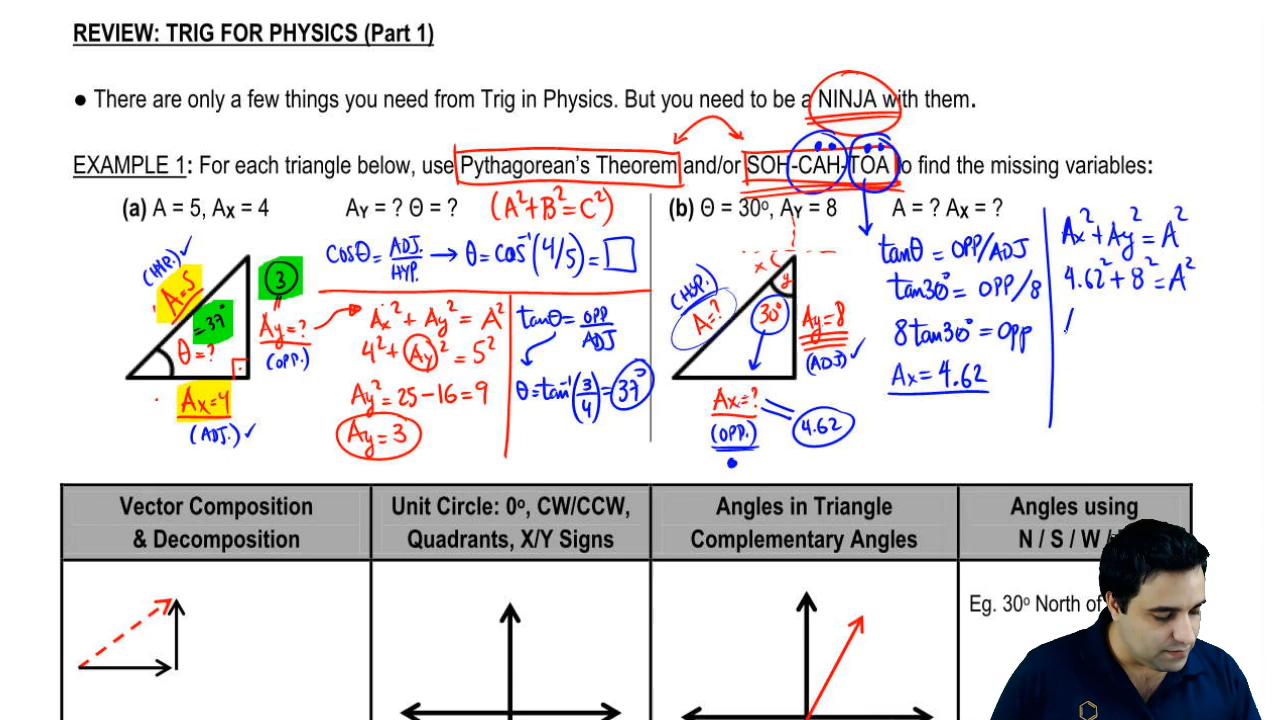 REVIEW: TRIG FOR PHYSICS (Part 1)
● There are only a few things you need from Trig in Physics. But you need to be a NINJA with them.
EXAMPLE 1: For each triangle below, use Pythagorean's Theorem and/or SOH-CAH-TOA to find the missing variables:
(a) A = 5, Ax = 4 Aʏ = ? Θ = ? (A²+B²=C²)
(HYP.) ✓
A=5
3
=37°
Θ=?
Ay=?
(OPP.)
Ax=4
(ADJ.) ✓
cosθ = ADJ./HYP. → θ = cos⁻¹(4/5) = □
Ax² + Ay² = A²
4² + (Ay)² = 5²
Ay² = 25 − 16 = 9
Ay = 3
tanθ = OPP/ADJ
θ = tan⁻¹(3/4) = 37°
(b) Θ = 30º, Aʏ = 8 A = ? Ax = ?
(HYP.)
A=?
x
y
30°
Ay=8
(ADJ) ✓
Ax=?
(OPP.)
4.62
tanθ = OPP/ADJ
tan30° = OPP/8
8tan30° = OPP
Ax = 4.62
Ax² + Ay² = A²
4.62² + 8² = A²
Vector Composition
& Decomposition
Unit Circle: 0º, CW/CCW,
Quadrants, X/Y Signs
Angles in Triangle
Complementary Angles
Angles using
N / S / W /
Eg. 30º North of